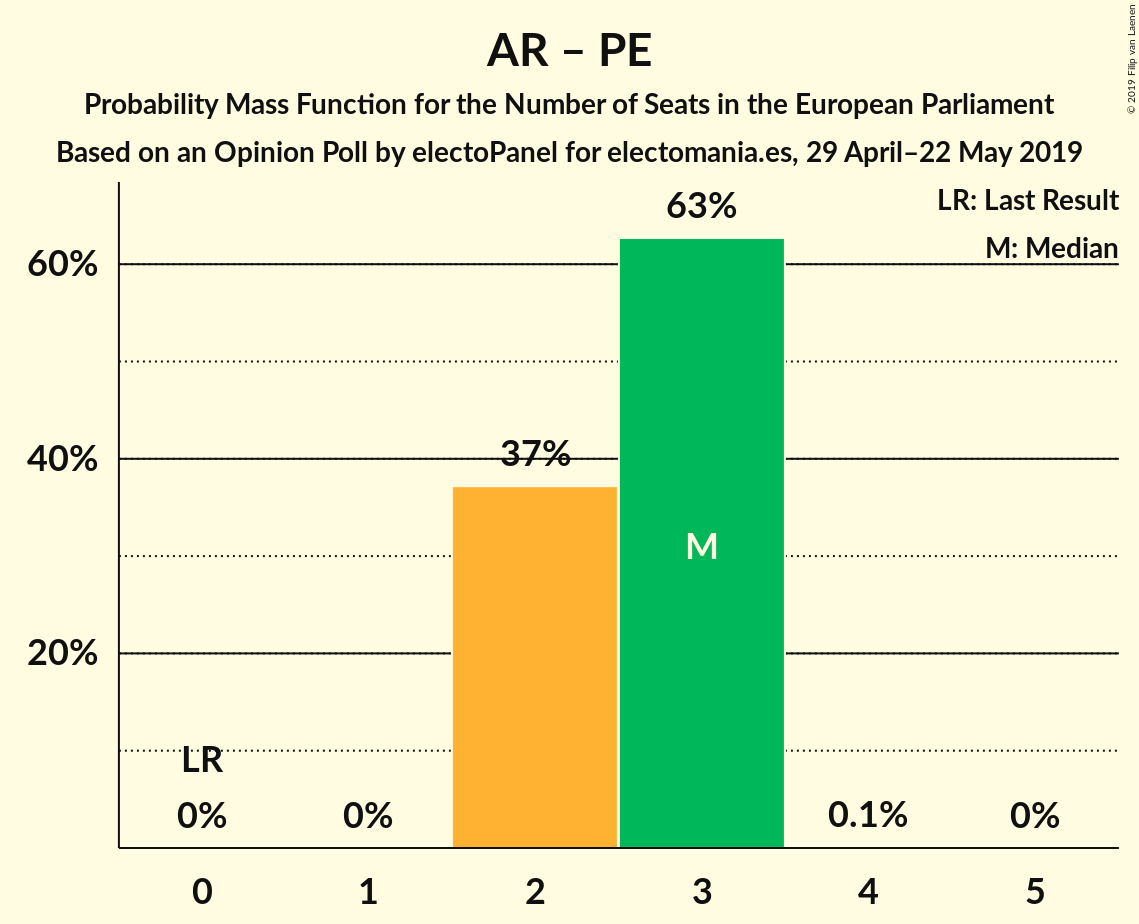 AR – PE
Probability Mass Function for the Number of Seats in the European Parliament
Based on an Opinion Poll by electoPanel for electomania.es, 29 April–22 May 2019
© 2019 Filip van Laenen
LR: Last Result
M: Median
63%
60%
37%
40%
M
20%
LR
0%
0%
0.1%
0%
0
1
2
3
4
5